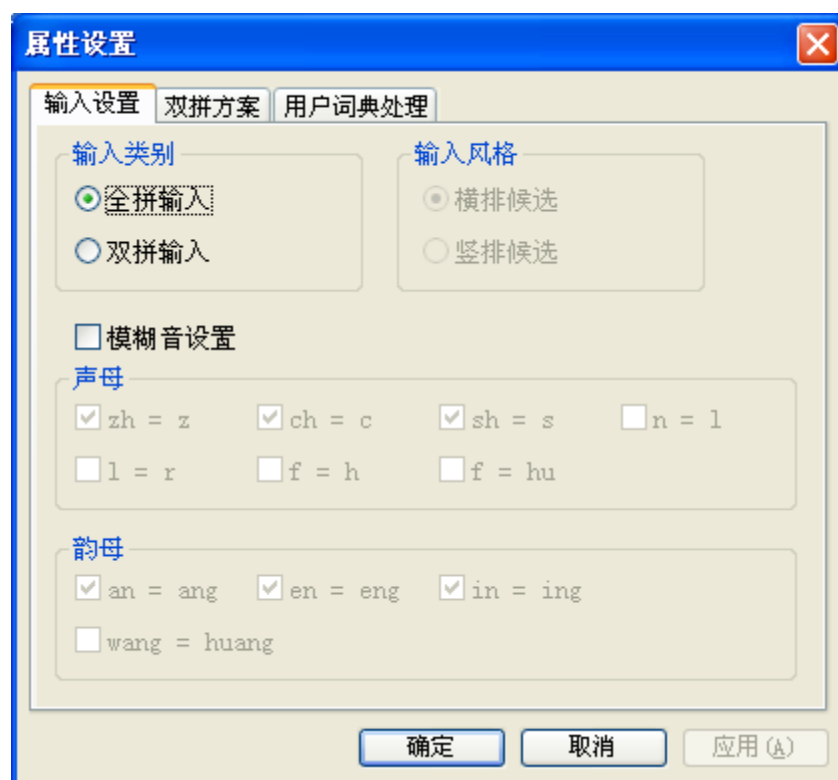 属性设置
输入设置 双拼方案 用户词典处理
输入类别 输入风格
全拼输入 横排候选
双拼输入 竖排候选
模糊音设置
声母
zh = z ch = c sh = s n = l
l = r f = h f = hu
韵母
an = ang en = eng in = ing
wang = huang
确定 取消 应用(A)